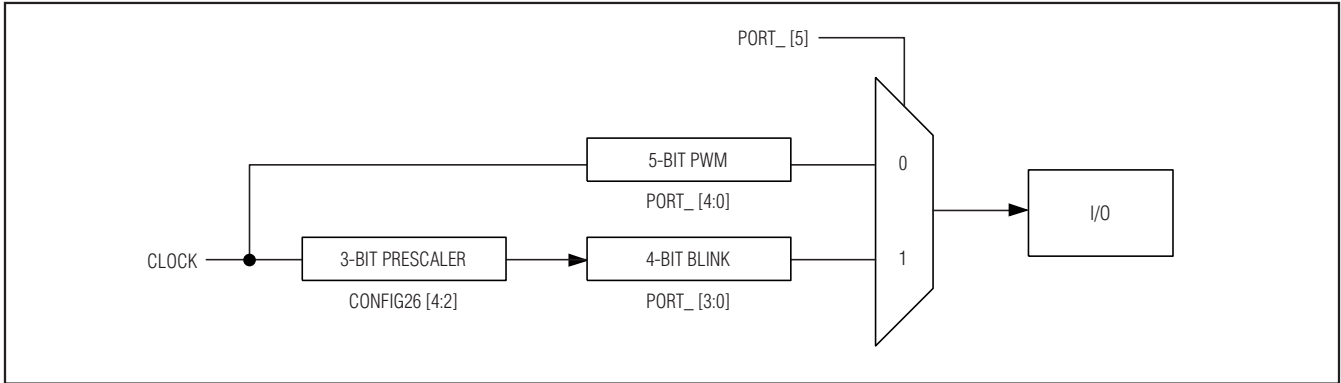 PORT_ [5]
5-BIT PWM
0
PORT_ [4:0]
I/O
CLOCK
3-BIT PRESCALER
4-BIT BLINK
1
CONFIG26 [4:2]
PORT_ [3:0]